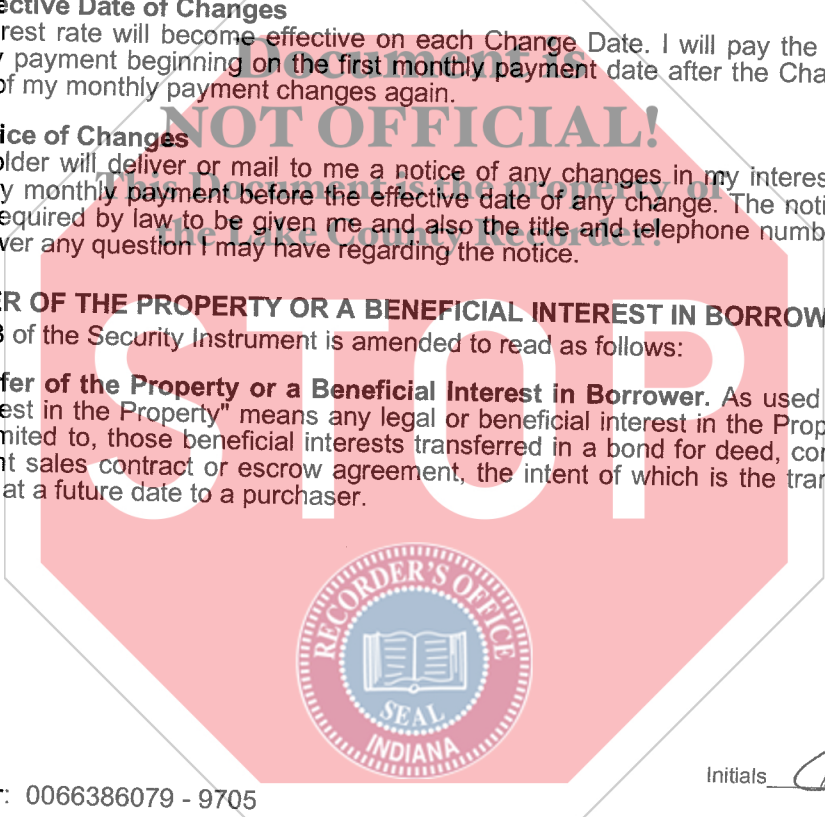 ective Date of Changes
rest rate will become effective on each Change Date. I will pay the
payment beginning on the first monthly payment date after the Cha
of my monthly payment changes again.
ice of Changes
older will deliver or mail to me a notice of any changes in my interes
y monthly payment before the effective date of any change. The noti
equired by law to be given me and also the title and telephone numb
ver any question I may have regarding the notice.
R OF THE PROPERTY OR A BENEFICIAL INTEREST IN BORROW
of the Security Instrument is amended to read as follows:
fer of the Property or a Beneficial Interest in Borrower. As used
est in the Property" means any legal or beneficial interest in the Prop
mited to, those beneficial interests transferred in a bond for deed, con
nt sales contract or escrow agreement, the intent of which is the tran
at a future date to a purchaser.
Document is
NOT OFFICIAL!
This Document is the property of
the Lake County Recorder!
STOP
RECORDER'S OFFICE
SEAL
INDIANA
Initials
: 0066386079 - 9705